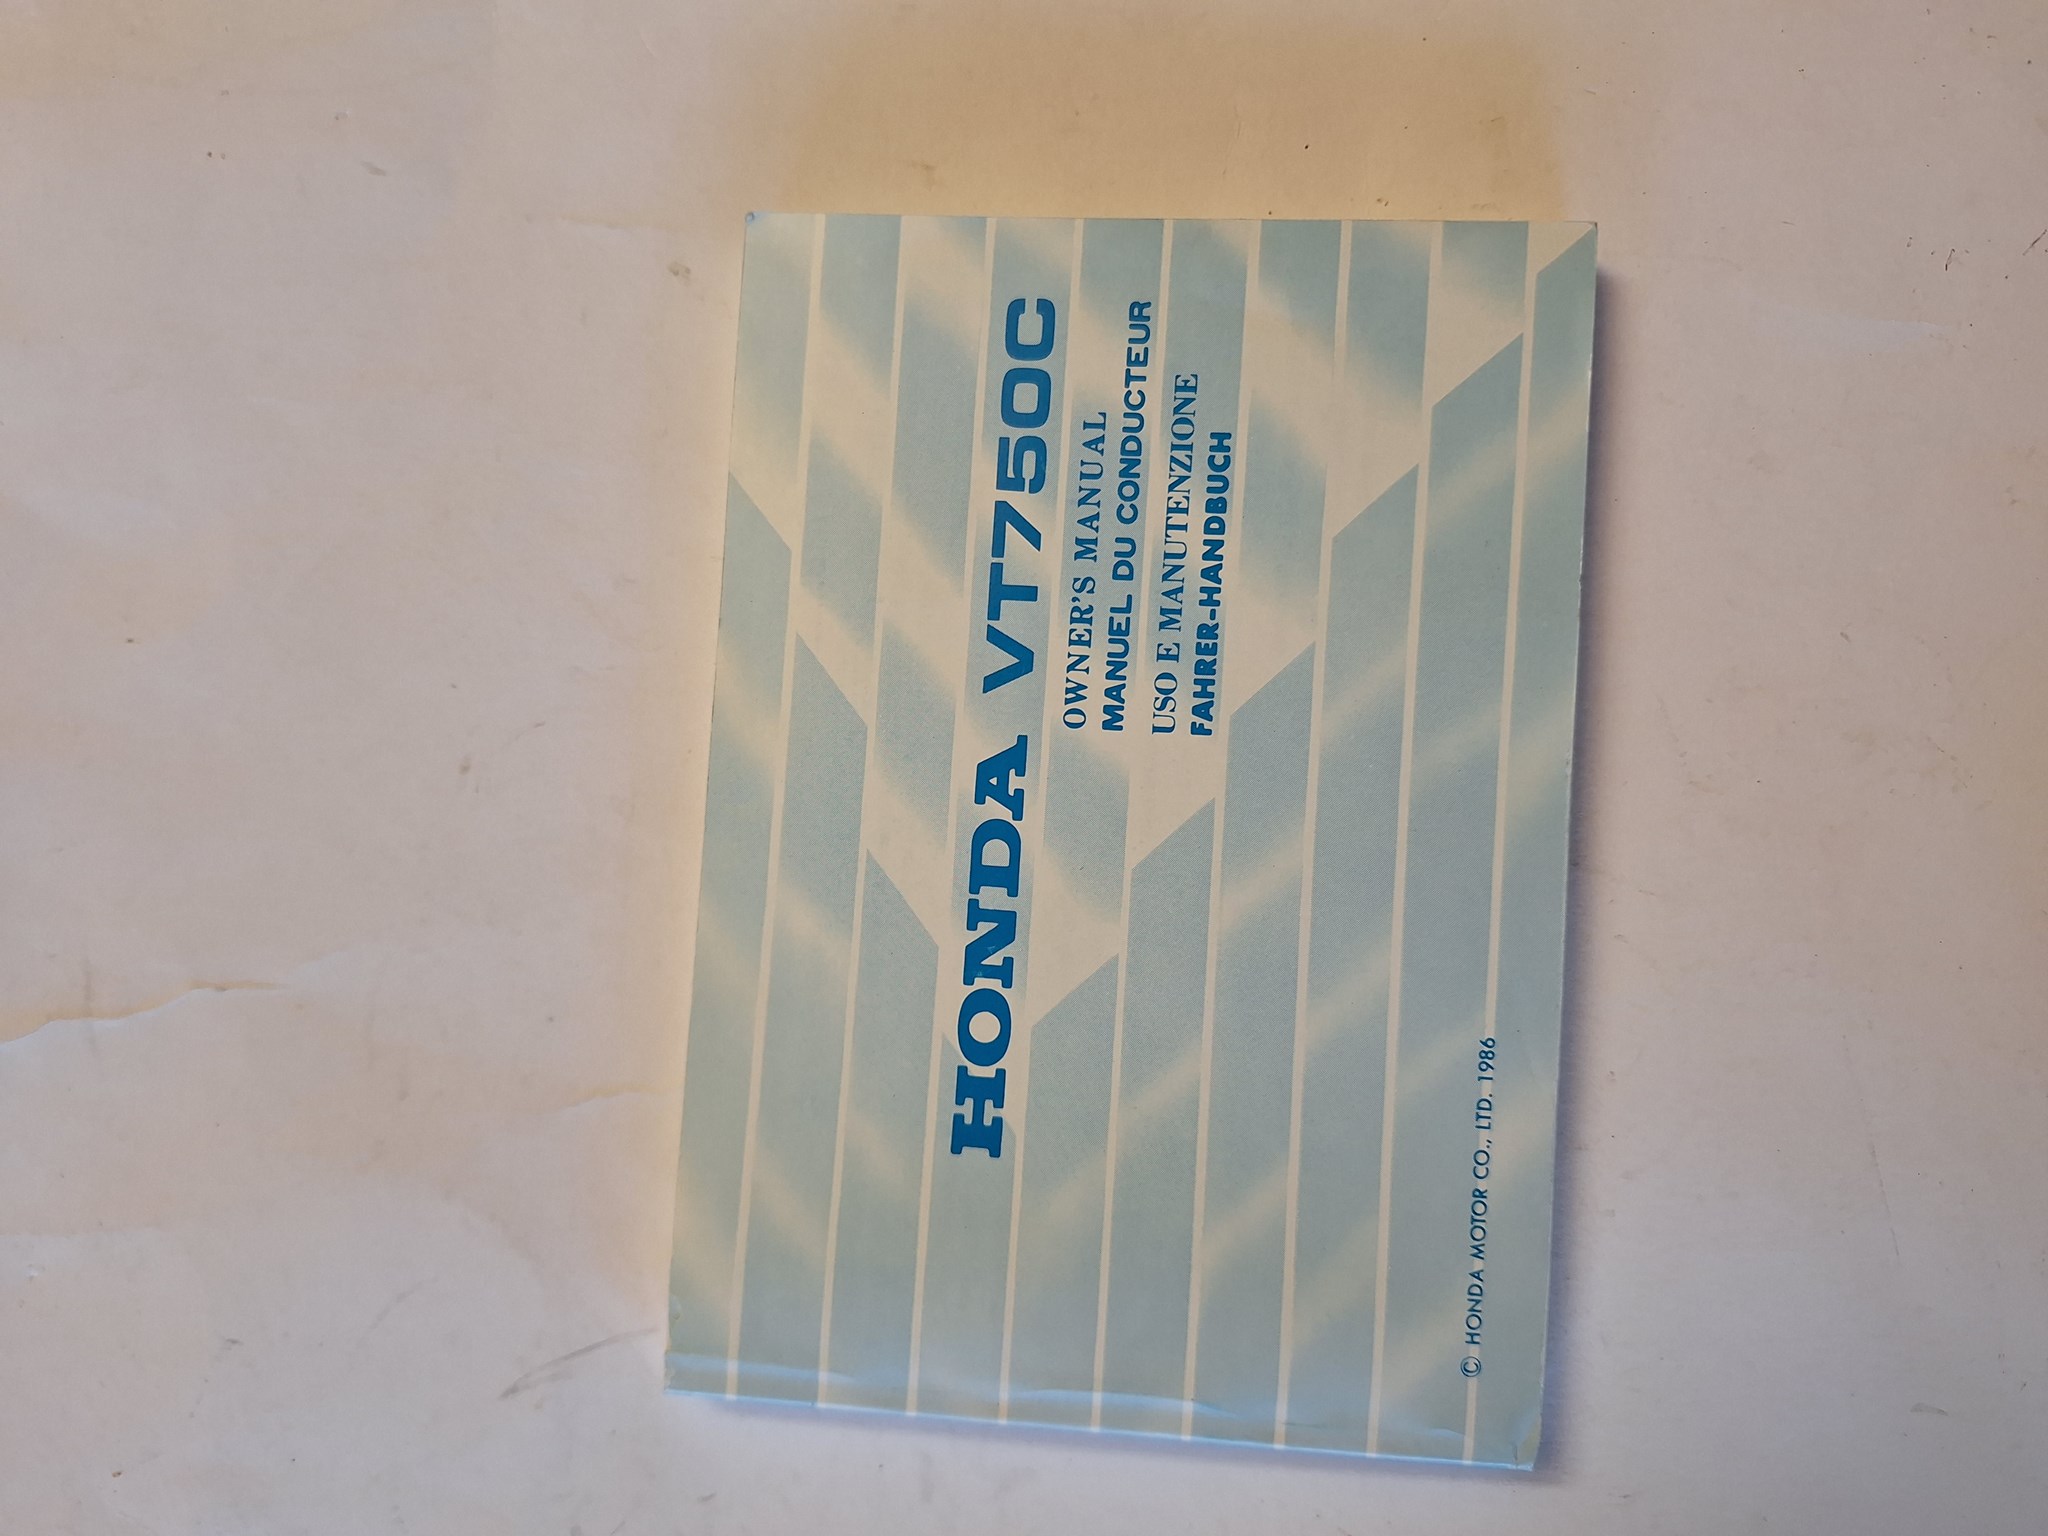 HONDA VT750C
OWNER'S MANUAL
MANUEL DU CONDUCTEUR
USO E MANUTENZIONE
FAHRER-HANDBUCH
© HONDA MOTOR CO., LTD. 1986